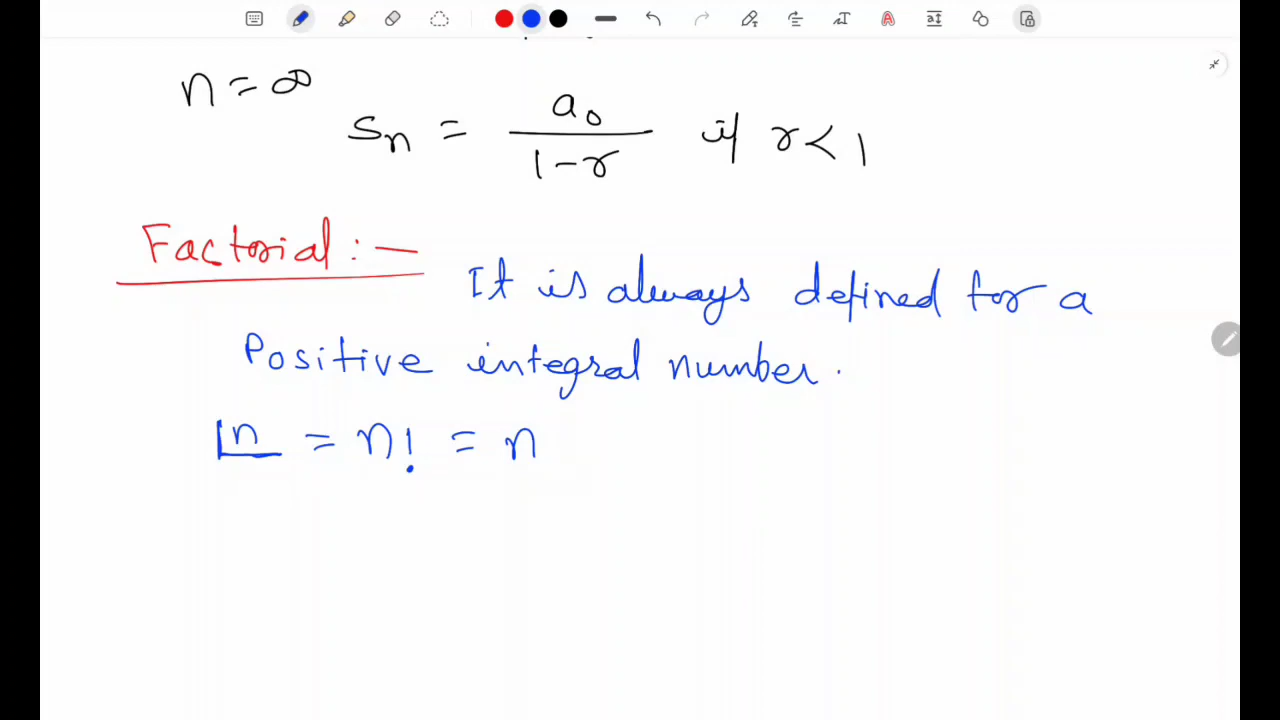 n = ∞
Sn = a₀ / (1 - r) if r < 1
Factorial :- It is always defined for a
Positive integral number.
|n = n! = n